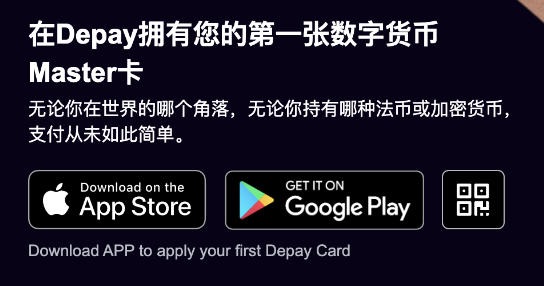 在Depay拥有您的第一张数字货币
Master卡
无论你在世界的哪个角落，无论你持有哪种法币或加密货币，
支付从未如此简单。
Download on the
App Store
GET IT ON
Google Play
Download APP to apply your first Depay Card